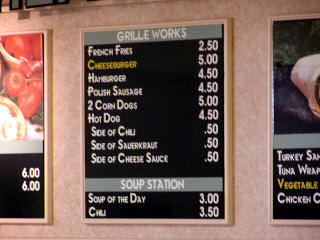 GRILLE WORKS
FRENCH FRIES 2.50
CHEESEBURGER 5.00
HAMBURGER 4.50
POLISH SAUSAGE 4.50
2 CORN DOGS 5.00
HOT DOG 4.50
SIDE OF CHILI .50
SIDE OF SAUERKRAUT .50
SIDE OF CHEESE SAUCE .50
SOUP STATION
SOUP OF THE DAY 3.00
CHILI 3.50
6.00
6.00
TURKEY SAN
TUNA WRAP
VEGETABLE
CHICKEN C